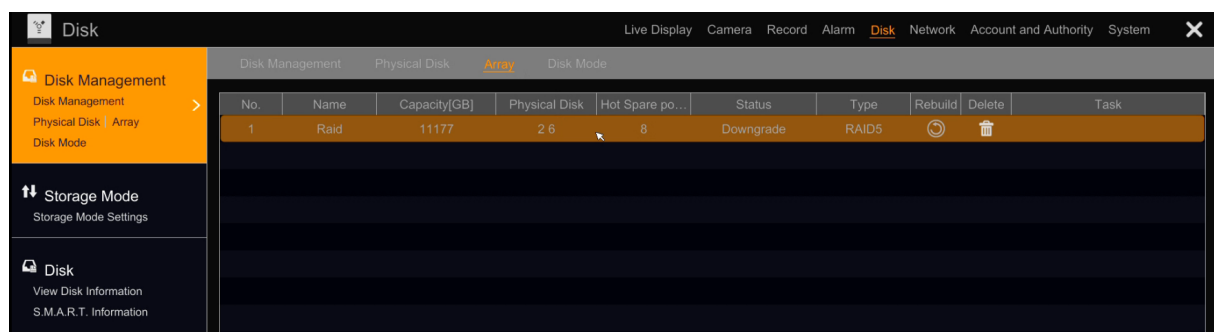 Disk
Live Display Camera Record Alarm Disk Network Account and Authority System
Disk Management
Disk Management
Physical Disk Array
Disk Mode
Storage Mode
Storage Mode Settings
Disk
View Disk Information
S.M.A.R.T. Information
Disk Management Physical Disk Array Disk Mode
No. Name Capacity[GB] Physical Disk Hot Spare po... Status Type Rebuild Delete Task
1 Raid 11177 2 6 8 Downgrade RAID5